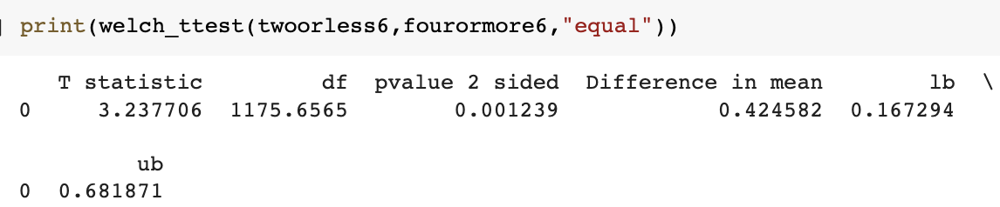 print(welch_ttest(twoorless6,fourormore6,"equal"))
T statistic df pvalue 2 sided Difference in mean lb \
0 3.237706 1175.6565 0.001239 0.424582 0.167294
ub
0 0.681871